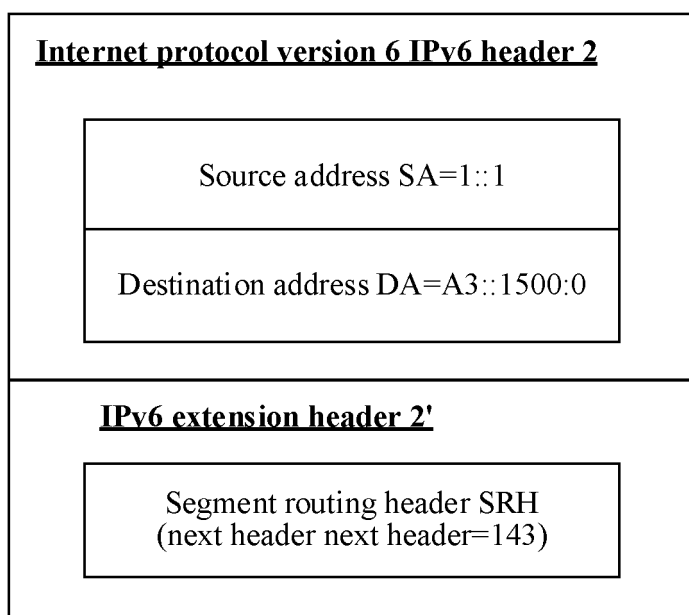 Internet protocol version 6 IPv6 header 2
Source address SA=1::1
Destination address DA=A3::1500:0
IPv6 extension header 2'
Segment routing header SRH
(next header next header=143)